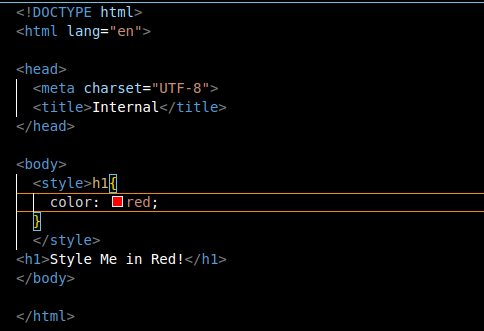 <!DOCTYPE html>
<html lang="en">
<head>
<meta charset="UTF-8">
<title>Internal</title>
</head>
<body>
<style>h1{
color: red;
}
</style>
<h1>Style Me in Red!</h1>
</body>
</html>